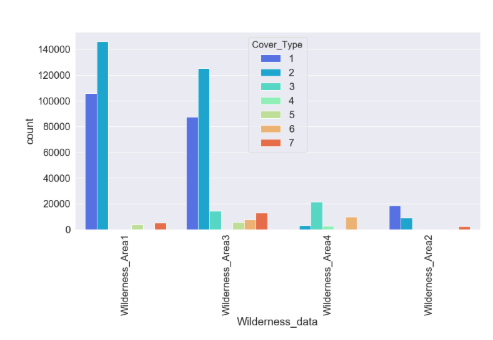 140000
120000
100000
80000
60000
40000
20000
0
count
Cover_Type
1
2
3
4
5
6
7
Wilderness_Area1
Wilderness_Area3
Wilderness_Area4
Wilderness_Area2
Wilderness_data